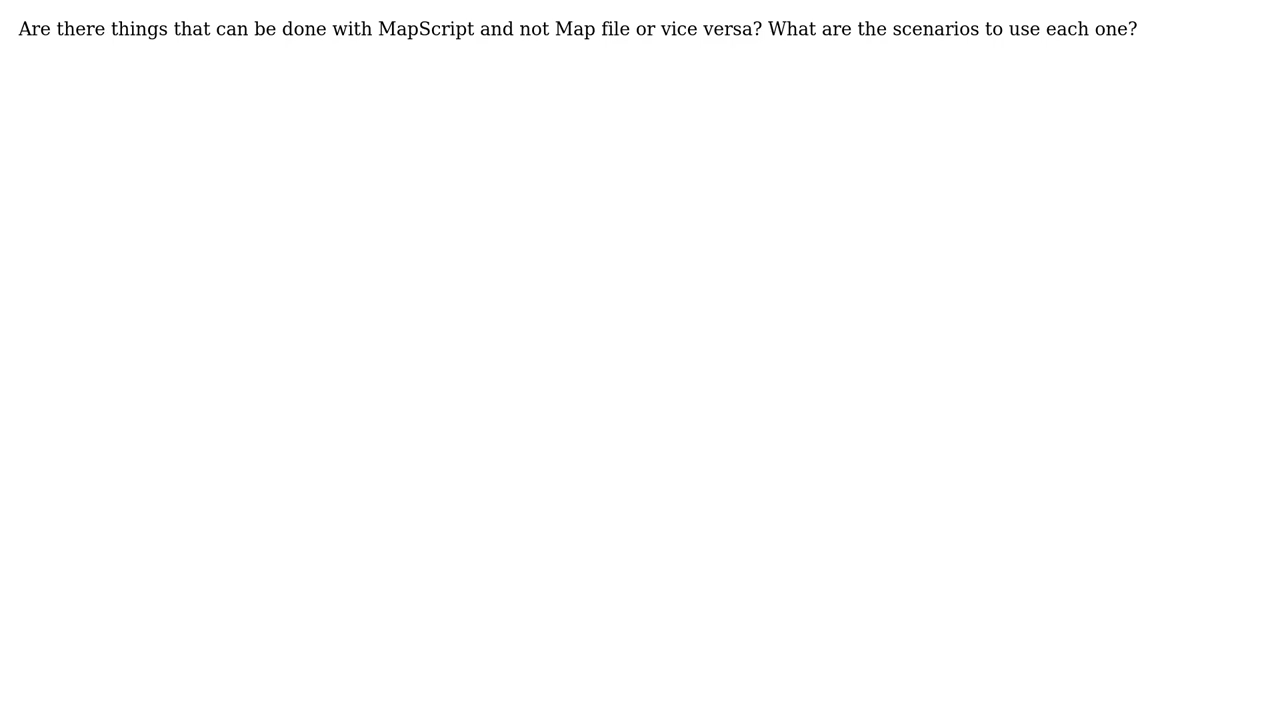 Are there things that can be done with MapScript and not Map file or vice versa? What are the scenarios to use each one?